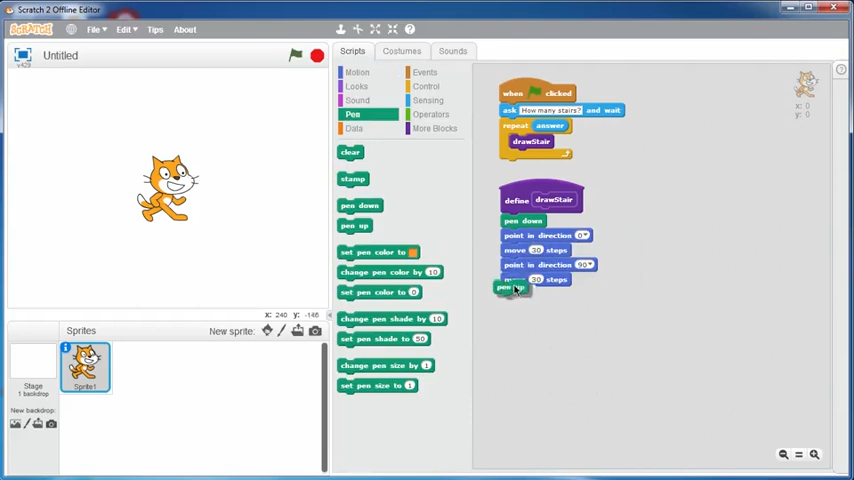 Scratch 2 Offline Editor
SCRATCH File Edit Tips About
v429 Untitled
Scripts Costumes Sounds
Motion Events
Looks Control
Sound Sensing
Pen Operators
Data More Blocks
clear
stamp
pen down
pen up
set pen color to
change pen color by 10
set pen color to 0
change pen shade by 10
set pen shade to 50
change pen size by 1
set pen size to 1
when clicked
ask How many stairs? and wait
repeat answer
drawStair
define drawStair
pen down
point in direction 0
move 30 steps
point in direction 90
move 30 steps
pen up
x: 0
y: 0
x: 240 y: -146
Sprites New sprite:
Stage
1 backdrop
New backdrop:
Sprite1